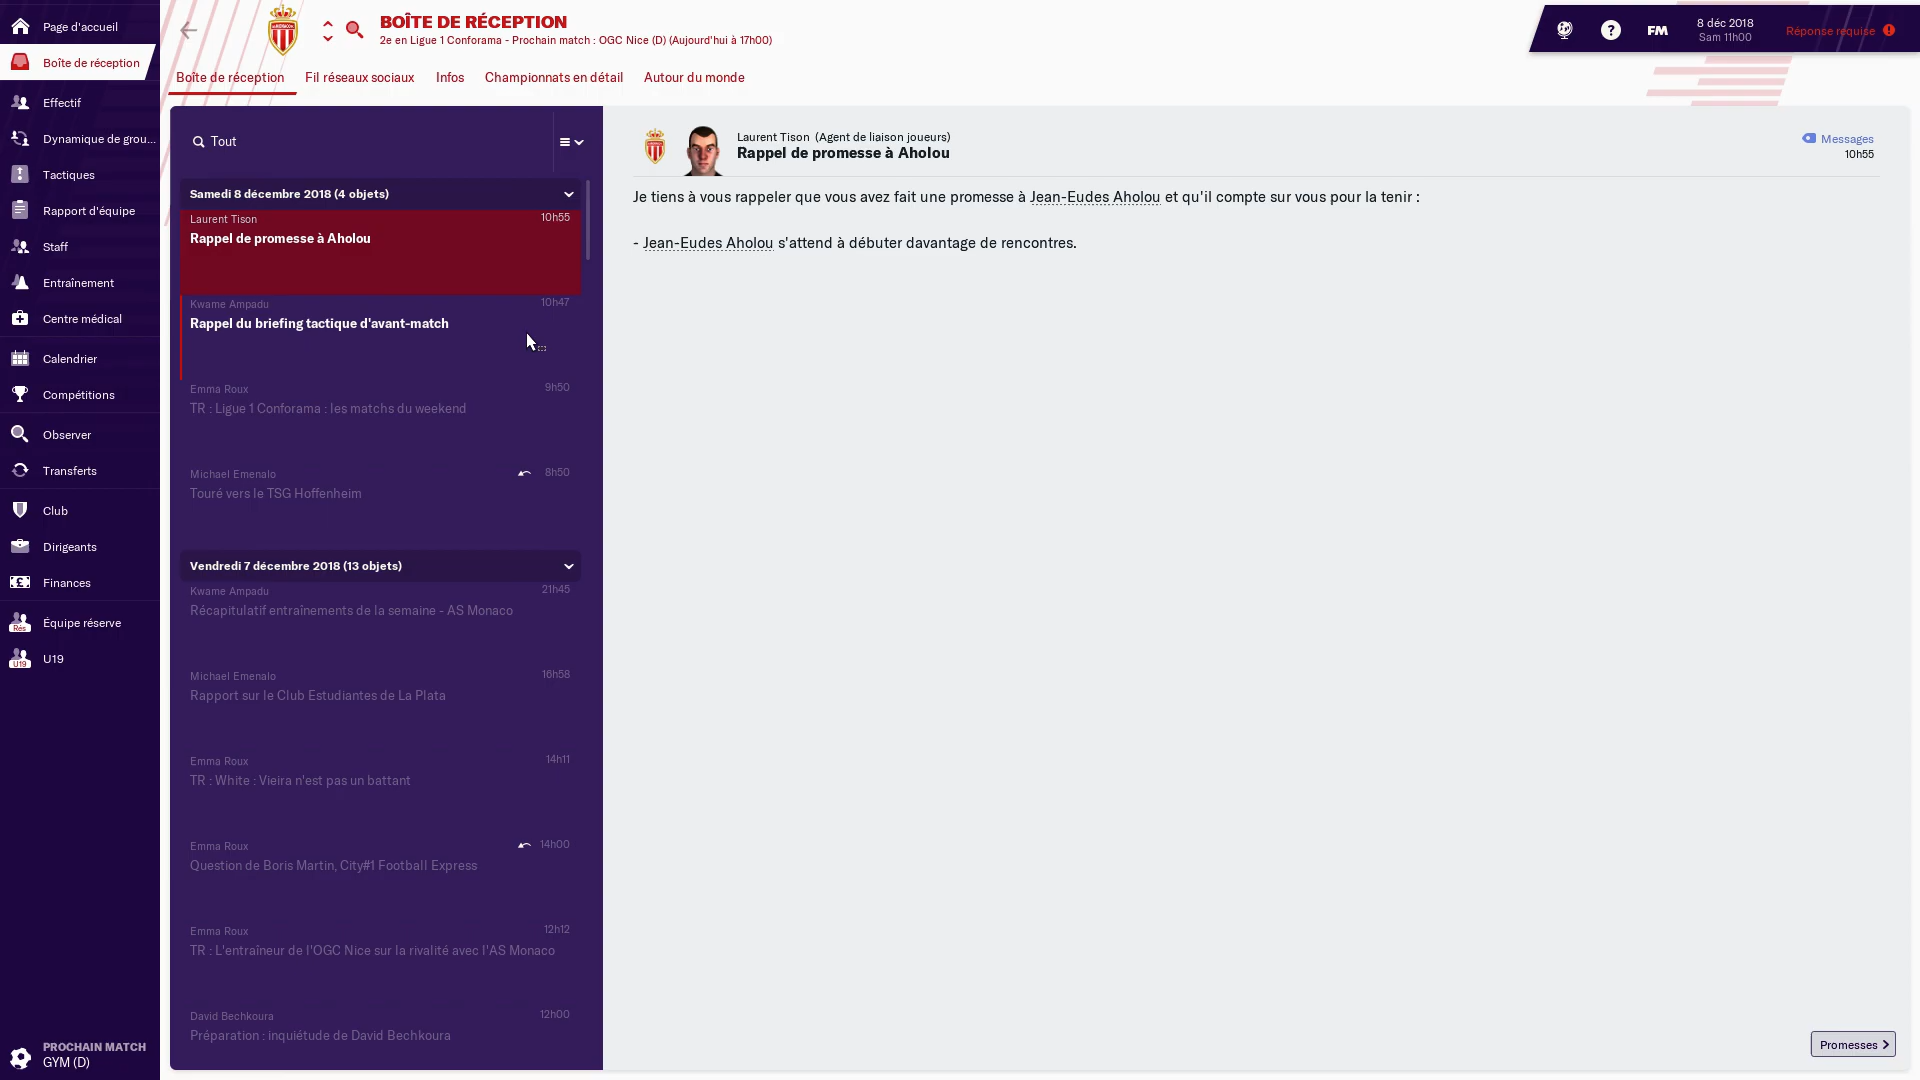 Page d'accueil
Boîte de réception
Effectif
Dynamique de grou...
Tactiques
Rapport d'équipe
Staff
Entraînement
Centre médical
Calendrier
Compétitions
Observer
Transferts
Club
Dirigeants
Finances
Rés
Équipe réserve
U19
U19
PROCHAIN MATCH
GYM (D)
BOÎTE DE RÉCEPTION
2e en Ligue 1 Conforama - Prochain match : OGC Nice (D) (Aujourd'hui à 17h00)
?
FM
8 déc 2018
Sam 11h00
Réponse requise
Boîte de réception
Fil réseaux sociaux
Infos
Championnats en détail
Autour du monde
Tout
Samedi 8 décembre 2018 (4 objets)
Laurent Tison 10h55
Rappel de promesse à Aholou
Kwame Ampadu 10h47
Rappel du briefing tactique d'avant-match
Emma Roux 9h50
TR : Ligue 1 Conforama : les matchs du weekend
Michael Emenalo 8h50
Touré vers le TSG Hoffenheim
Vendredi 7 décembre 2018 (13 objets)
Kwame Ampadu 21h45
Récapitulatif entraînements de la semaine - AS Monaco
Michael Emenalo 16h58
Rapport sur le Club Estudiantes de La Plata
Emma Roux 14h11
TR : White : Vieira n'est pas un battant
Emma Roux 14h00
Question de Boris Martin, City#1 Football Express
Emma Roux 12h12
TR : L'entraîneur de l'OGC Nice sur la rivalité avec l'AS Monaco
David Bechkoura 12h00
Préparation : inquiétude de David Bechkoura
Laurent Tison (Agent de liaison joueurs)
Rappel de promesse à Aholou
Messages
10h55
Je tiens à vous rappeler que vous avez fait une promesse à Jean-Eudes Aholou et qu'il compte sur vous pour la tenir :
- Jean-Eudes Aholou s'attend à débuter davantage de rencontres.
Promesses